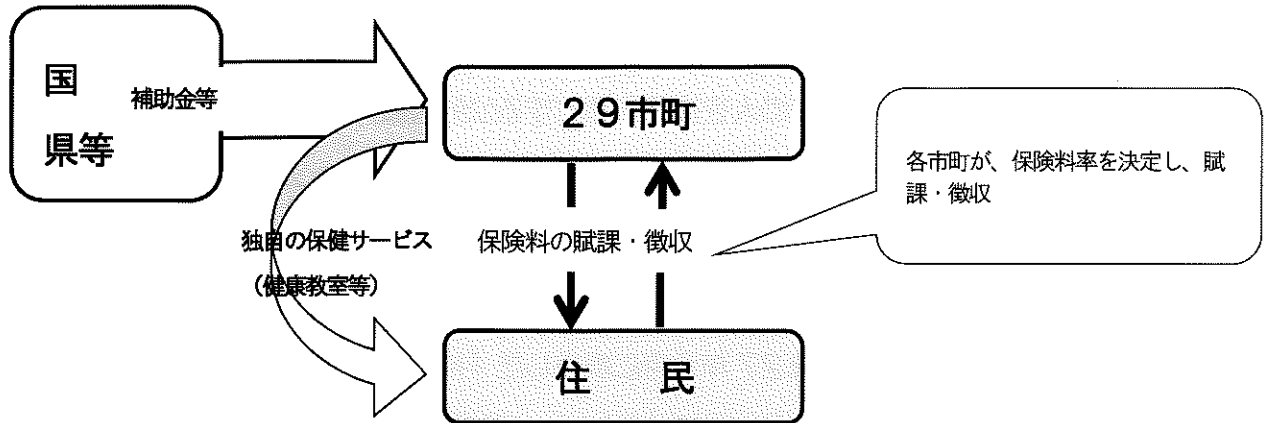 国
県等
補助金等
29市町
各市町が、保険料率を決定し、賦
課・徴収
独自の保健サービス
(健康教室等)
保険料の賦課・徴収
住 民